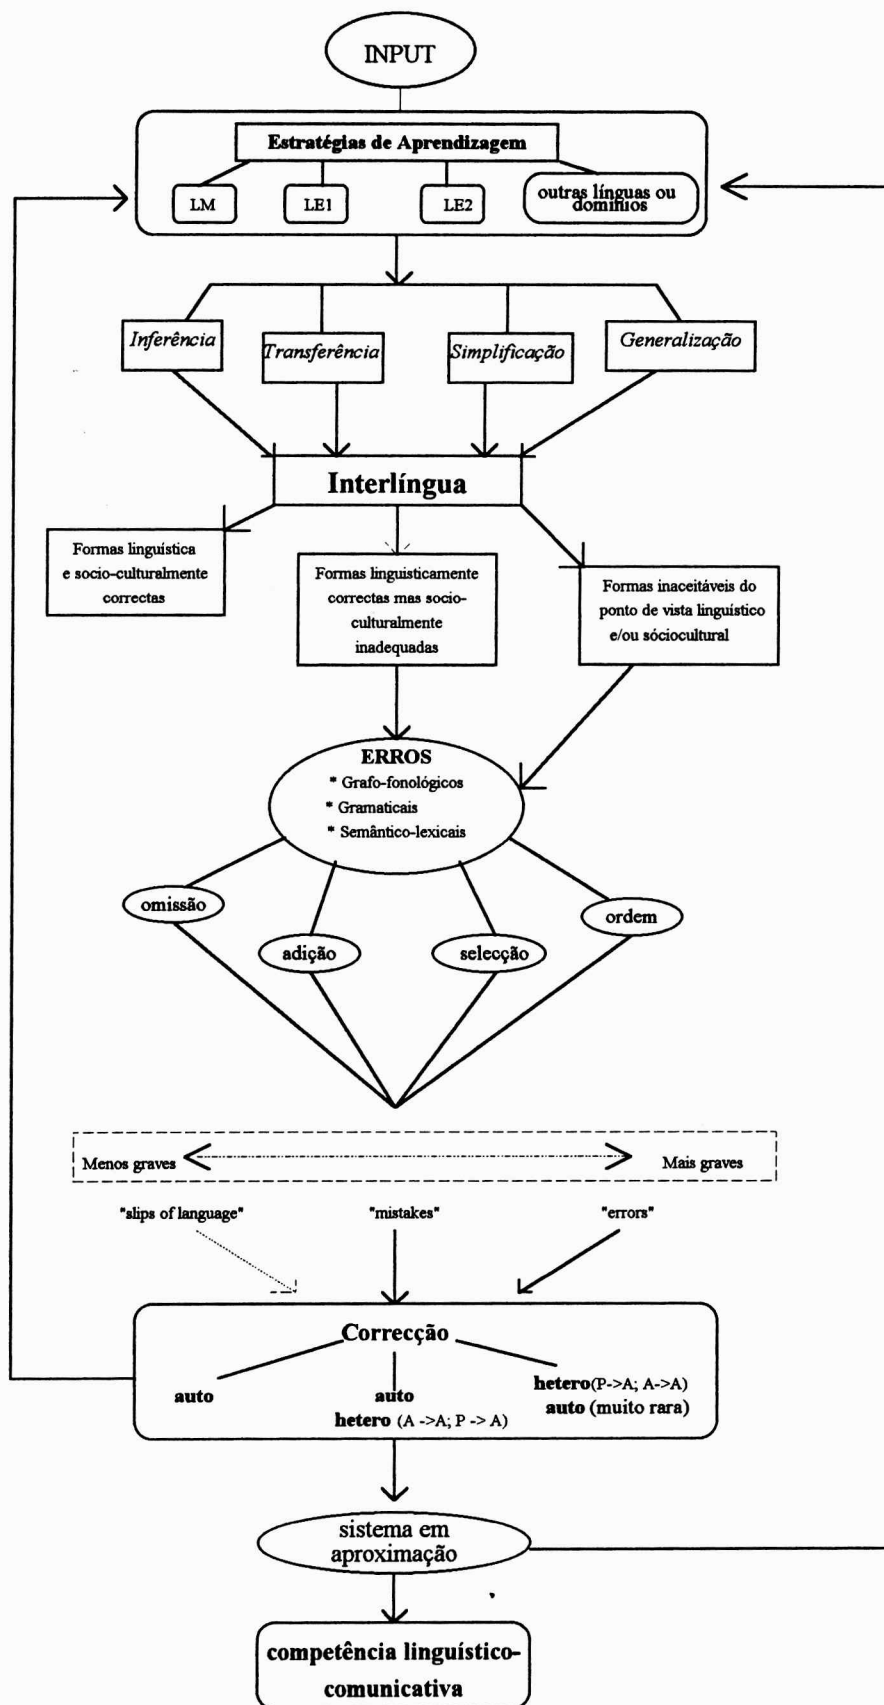 INPUT
Estratégias de Aprendizagem
LM
LE1
LE2
outras línguas ou
domínios
Inferência
Transferência
Simplificação
Generalização
Interlíngua
Formas linguística
e socio-culturalmente
correctas
Formas linguisticamente
correctas mas socio-
culturalmente
inadequadas
Formas inaceitáveis do
ponto de vista linguístico
e/ou sóciocultural
ERROS
* Grafo-fonológicos
* Gramaticais
* Semântico-lexicais
omissão
adição
selecção
ordem
Menos graves
Mais graves
"slips of language"
"mistakes"
"errors"
Correcção
auto
auto
hetero (A ->A; P -> A)
hetero(P->A; A->A)
auto (muito rara)
sistema em
aproximação
competência linguístico-
comunicativa